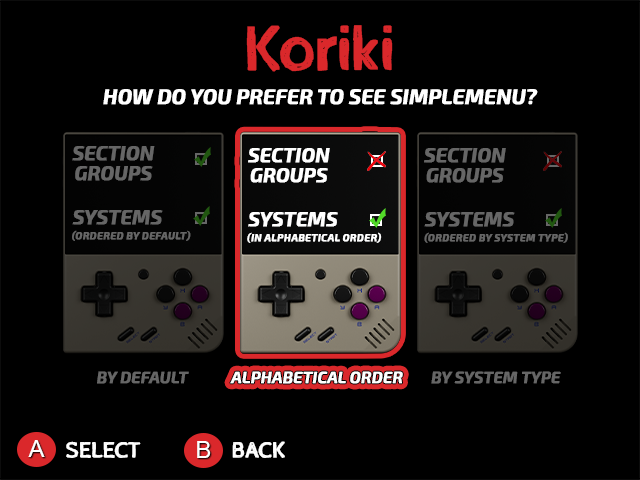 Koriki
HOW DO YOU PREFER TO SEE SIMPLEMENU?
SECTION
GROUPS
SYSTEMS
(ORDERED BY DEFAULT)
BY DEFAULT
SECTION
GROUPS
SYSTEMS
(IN ALPHABETICAL ORDER)
ALPHABETICAL ORDER
SECTION
GROUPS
SYSTEMS
(ORDERED BY SYSTEM TYPE)
BY SYSTEM TYPE
A SELECT
B BACK